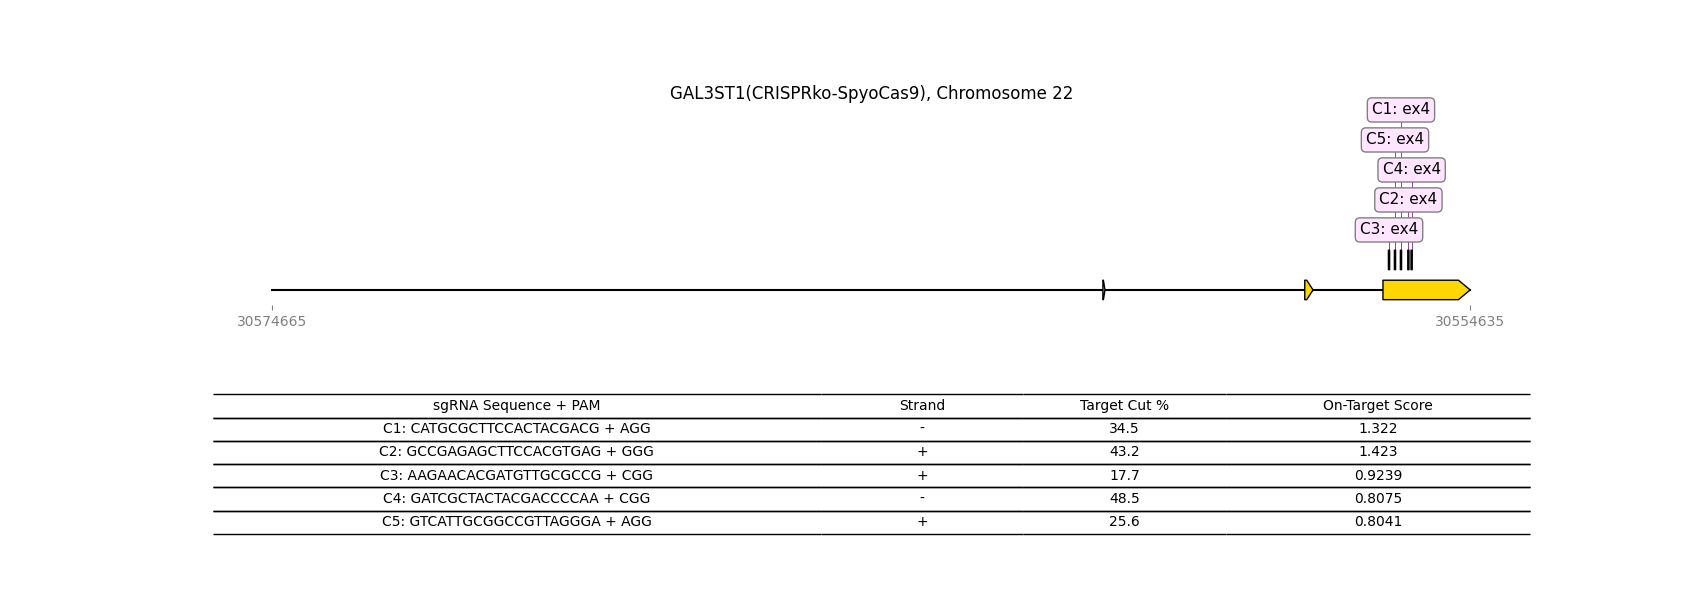 GAL3ST1(CRISPRko-SpyoCas9), Chromosome 22
C1: ex4
C5: ex4
C4: ex4
C2: ex4
C3: ex4
30574665 30554635
sgRNA Sequence + PAM Strand Target Cut % On-Target Score
C1: CATGCGCTTCCACTACGACG + AGG - 34.5 1.322
C2: GCCGAGAGCTTCCACGTGAG + GGG + 43.2 1.423
C3: AAGAACACGATGTTGCGCCG + CGG + 17.7 0.9239
C4: GATCGCTACTACGACCCCAA + CGG - 48.5 0.8075
C5: GTCATTGCGGCCGTTAGGGA + AGG + 25.6 0.8041